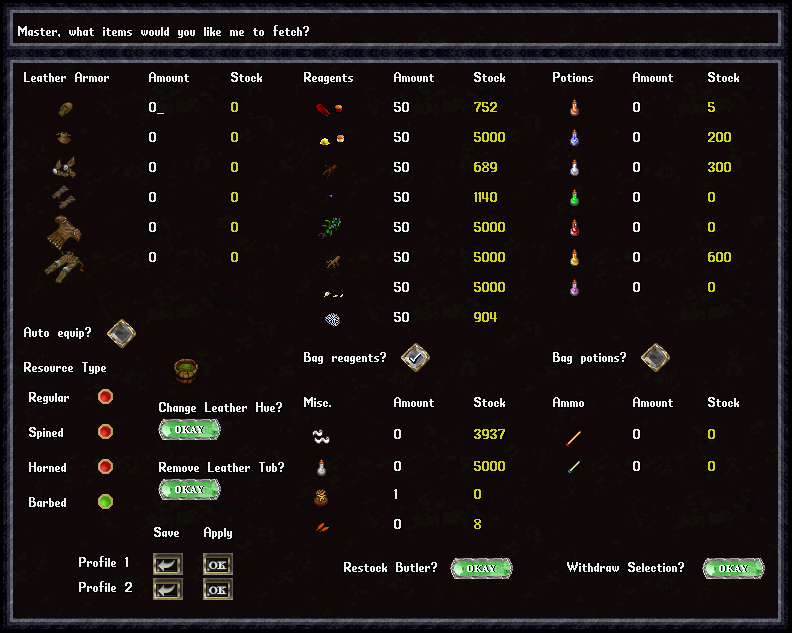 Master, what items would you like me to fetch?
Leather Armor Amount Stock Reagents Amount Stock Potions Amount Stock
0_ 0 50 752 0 5
0 0 50 5000 0 200
0 0 50 689 0 300
0 0 50 1140 0 0
0 0 50 5000 0 0
0 0 50 5000 0 600
50 5000 0 0
50 904
Auto equip?
Bag reagents? Bag potions?
Resource Type
Regular
Spined
Horned
Barbed
Change Leather Hue?
OKAY
Remove Leather Tub?
OKAY
Misc. Amount Stock Ammo Amount Stock
0 3937 0 0
0 5000 0 0
1 0
0 8
Save Apply
Profile 1 OK
Profile 2 OK
Restock Butler? OKAY Withdraw Selection? OKAY